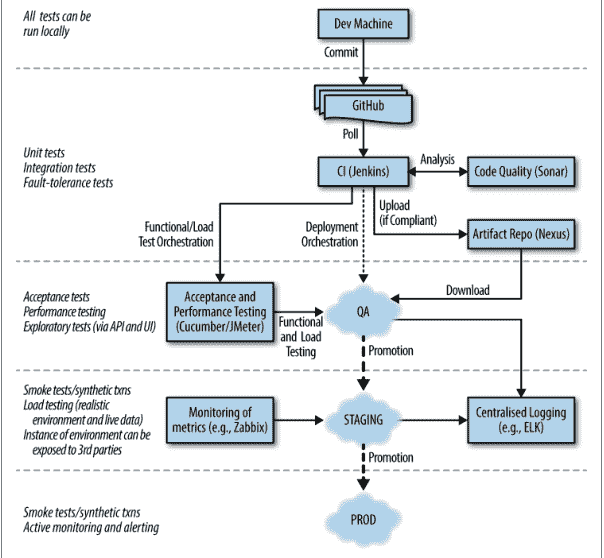 All tests can be
run locally
Dev Machine
Commit
GitHub
Poll
Unit tests
Integration tests
Fault-tolerance tests
CI (Jenkins)
Analysis
Code Quality (Sonar)
Upload
(if Compliant)
Functional/Load
Test Orchestration
Deployment
Orchestration
Artifact Repo (Nexus)
Download
Acceptance tests
Performance testing
Exploratory tests (via API and UI)
Acceptance and
Performance Testing
(Cucumber/JMeter)
Functional
and Load
Testing
QA
Promotion
Smoke tests/synthetic txns
Load testing (realistic
environment and live data)
Instance of environment can be
exposed to 3rd parties
Monitoring of
metrics (e.g., Zabbix)
STAGING
Centralised Logging
(e.g., ELK)
Promotion
Smoke tests/synthetic txns
Active monitoring and alerting
PROD